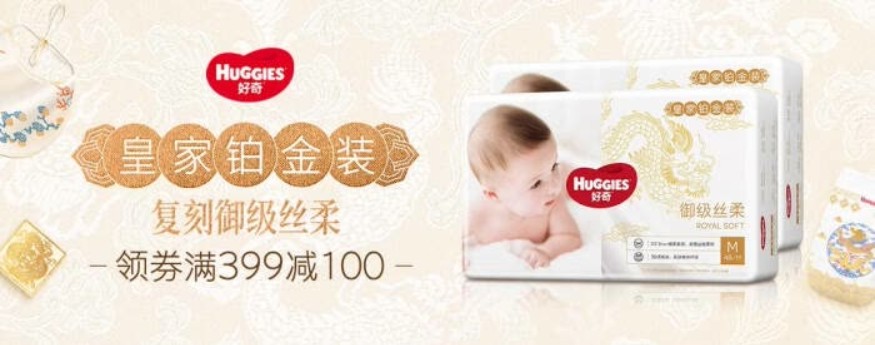 HUGGIES
好奇
皇家铂金装
复刻御级丝柔
领券满399减100
皇家铂金装
皇家铂金装
HUGGIES
好奇
御级丝柔
ROYAL SOFT
M